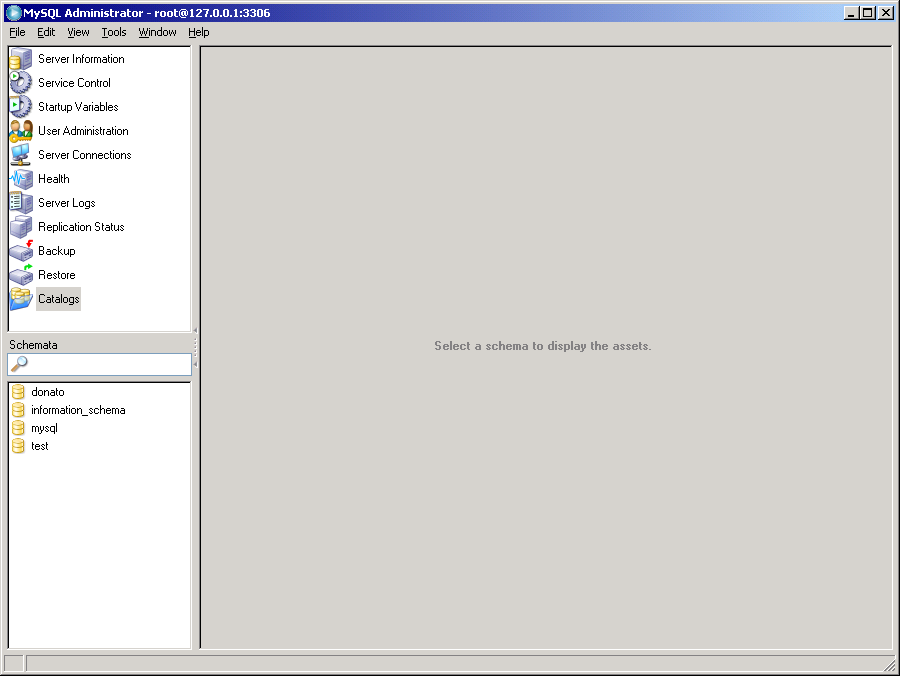 MySQL Administrator - root@127.0.0.1:3306
File Edit View Tools Window Help
Server Information
Service Control
Startup Variables
User Administration
Server Connections
Health
Server Logs
Replication Status
Backup
Restore
Catalogs
Schemata
donato
information_schema
mysql
test
Select a schema to display the assets.